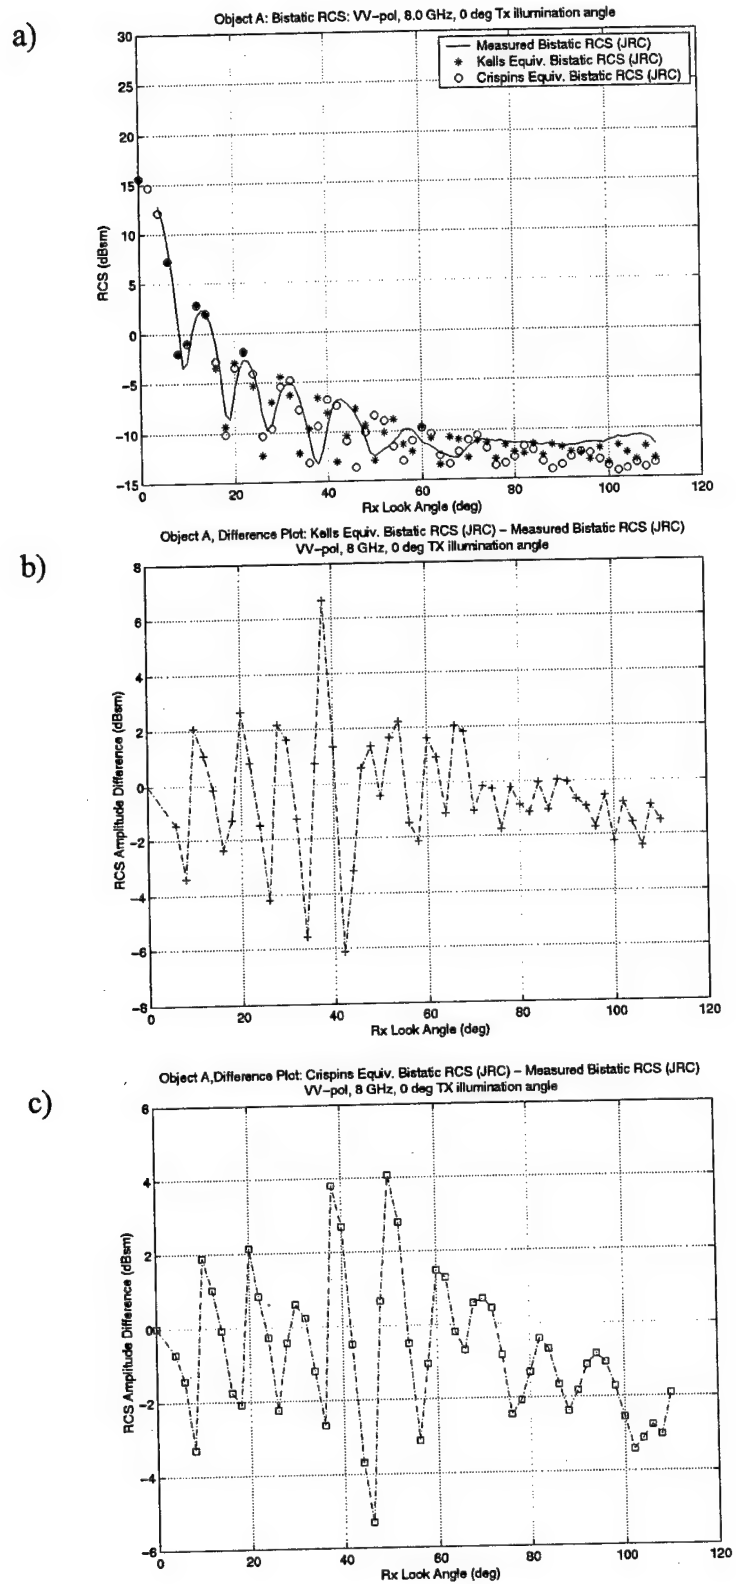 a)
Object A: Bistatic RCS: VV-pol, 8.0 GHz, 0 deg Tx illumination angle
Measured Bistatic RCS (JRC)
Kells Equiv. Bistatic RCS (JRC)
Crispins Equiv. Bistatic RCS (JRC)
RCS (dBsm)
30
25
20
15
10
5
0
-5
-10
-15
0 20 40 60 80 100 120
Rx Look Angle (deg)
b)
Object A, Difference Plot: Kells Equiv. Bistatic RCS (JRC) - Measured Bistatic RCS (JRC)
VV-pol, 8 GHz, 0 deg TX illumination angle
RCS Amplitude Difference (dBsm)
8
6
4
2
0
-2
-4
-6
-8
0 20 40 60 80 100 120
Rx Look Angle (deg)
c)
Object A,Difference Plot: Crispins Equiv. Bistatic RCS (JRC) - Measured Bistatic RCS (JRC)
VV-pol, 8 GHz, 0 deg TX illumination angle
RCS Amplitude Difference (dBsm)
6
4
2
0
-2
-4
-6
0 20 40 60 80 100 120
Rx Look Angle (deg)